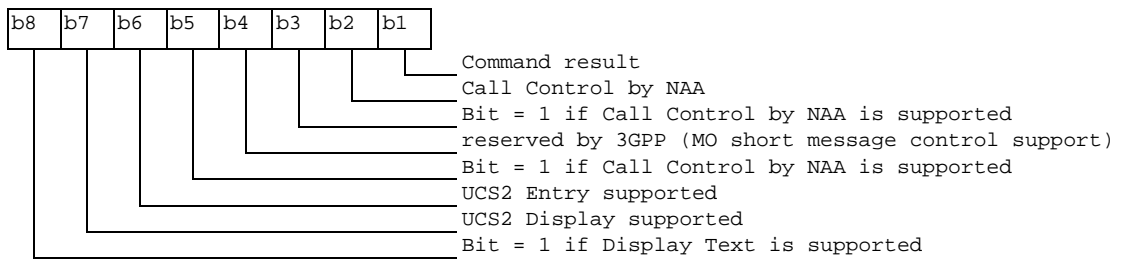 b8 b7 b6 b5 b4 b3 b2 b1
Command result
Call Control by NAA
Bit = 1 if Call Control by NAA is supported
reserved by 3GPP (MO short message control support)
Bit = 1 if Call Control by NAA is supported
UCS2 Entry supported
UCS2 Display supported
Bit = 1 if Display Text is supported